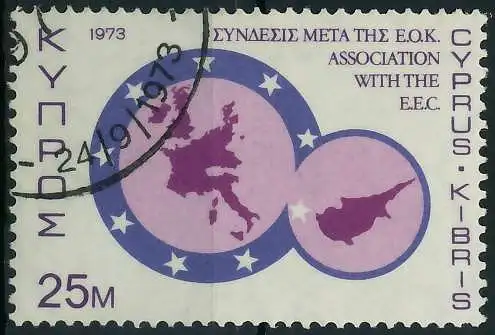 ΚΥΠΡΟΣ
1973
ΣΥΝΔΕΣΙΣ ΜΕΤΑ ΤΗΣ Ε.Ο.Κ.
ASSOCIATION
WITH THE
E.E.C.
CYPRUS · KIBRIS
- 24/9/1973 -
25M